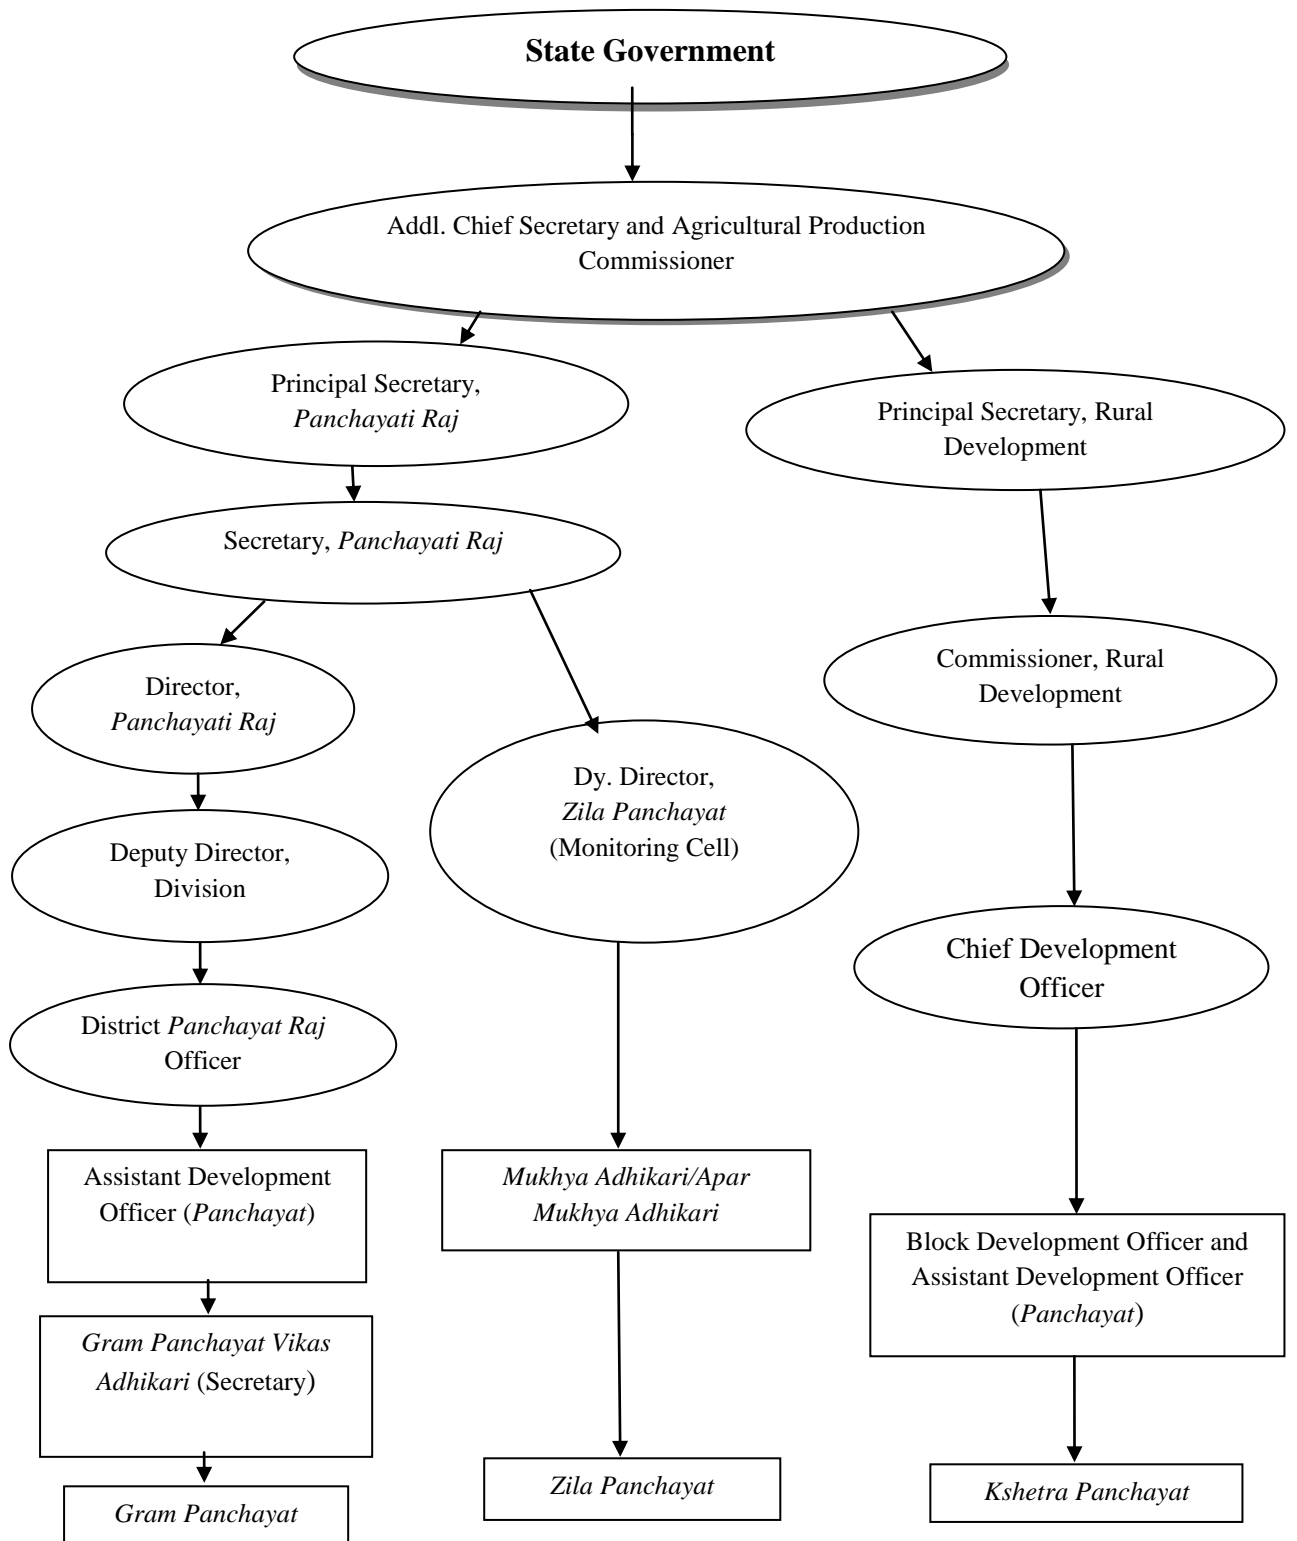 State Government
Addl. Chief Secretary and Agricultural Production
Commissioner
Principal Secretary,
Panchayati Raj
Principal Secretary, Rural
Development
Secretary, Panchayati Raj
Director,
Panchayati Raj
Commissioner, Rural
Development
Dy. Director,
Zila Panchayat
(Monitoring Cell)
Deputy Director,
Division
Chief Development
Officer
District Panchayat Raj
Officer
Assistant Development
Officer (Panchayat)
Mukhya Adhikari/Apar
Mukhya Adhikari
Block Development Officer and
Assistant Development Officer
(Panchayat)
Gram Panchayat Vikas
Adhikari (Secretary)
Gram Panchayat
Zila Panchayat
Kshetra Panchayat